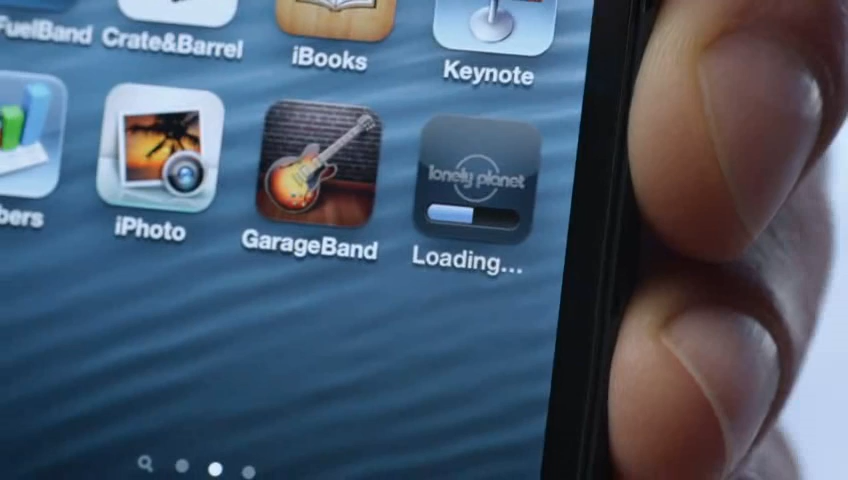 FuelBand
Crate&Barrel
iBooks
Keynote
lonely planet
bers
iPhoto
GarageBand
Loading...